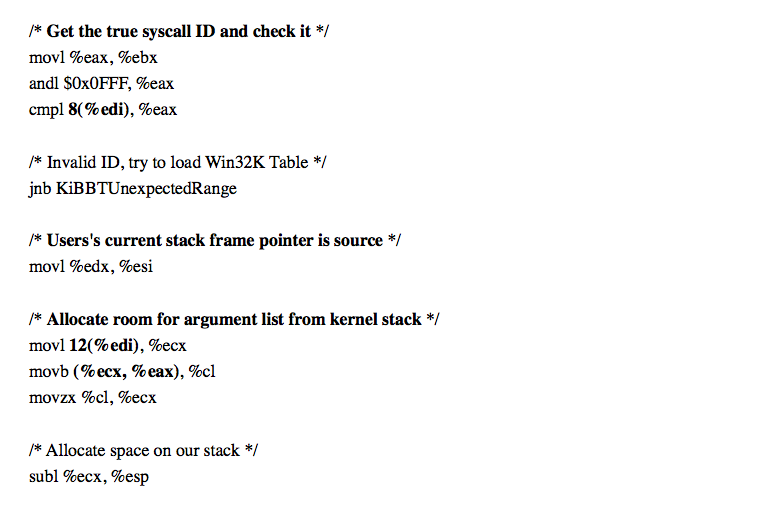 /* Get the true syscall ID and check it */
movl %eax, %ebx
andl $0x0FFF, %eax
cmpl 8(%edi), %eax
/* Invalid ID, try to load Win32K Table */
jnb KiBBTUnexpectedRange
/* Users's current stack frame pointer is source */
movl %edx, %esi
/* Allocate room for argument list from kernel stack */
movl 12(%edi), %ecx
movb (%ecx, %eax), %cl
movzx %cl, %ecx
/* Allocate space on our stack */
subl %ecx, %esp